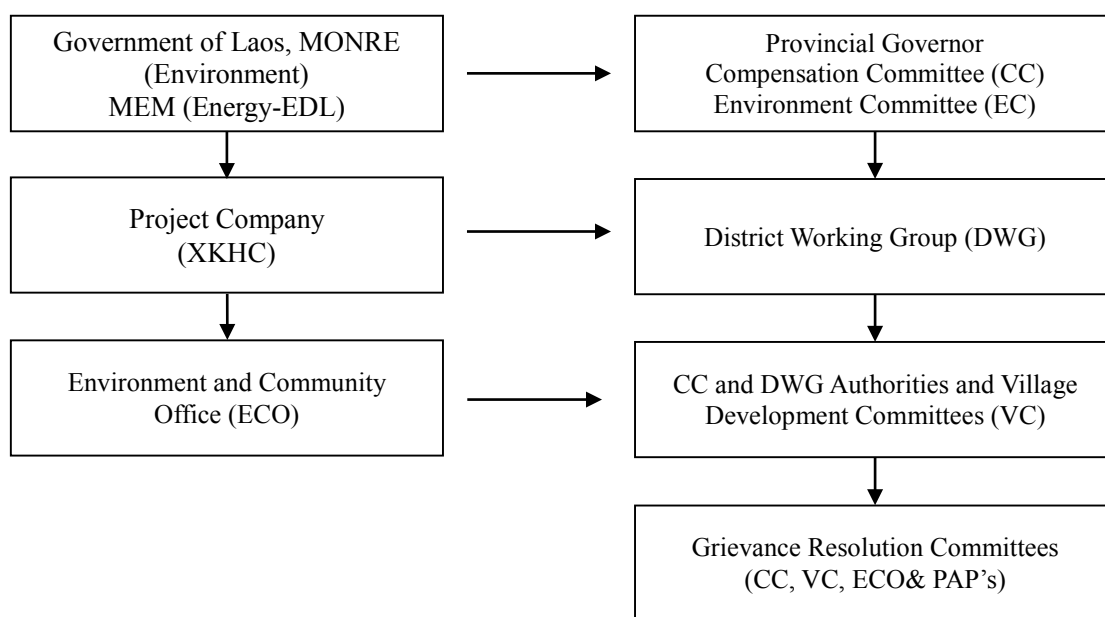 Government of Laos, MONRE
(Environment)
MEM (Energy-EDL)
Provincial Governor
Compensation Committee (CC)
Environment Committee (EC)
Project Company
(XKHC)
District Working Group (DWG)
Environment and Community
Office (ECO)
CC and DWG Authorities and Village
Development Committees (VC)
Grievance Resolution Committees
(CC, VC, ECO& PAP’s)